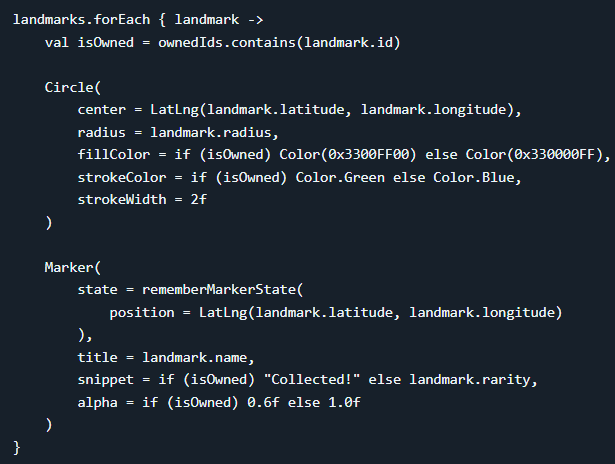 landmarks.forEach { landmark ->
    val isOwned = ownedIds.contains(landmark.id)

    Circle(
        center = LatLng(landmark.latitude, landmark.longitude),
        radius = landmark.radius,
        fillColor = if (isOwned) Color(0x3300FF00) else Color(0x330000FF),
        strokeColor = if (isOwned) Color.Green else Color.Blue,
        strokeWidth = 2f
    )

    Marker(
        state = rememberMarkerState(
            position = LatLng(landmark.latitude, landmark.longitude)
        ),
        title = landmark.name,
        snippet = if (isOwned) "Collected!" else landmark.rarity,
        alpha = if (isOwned) 0.6f else 1.0f
    )
}